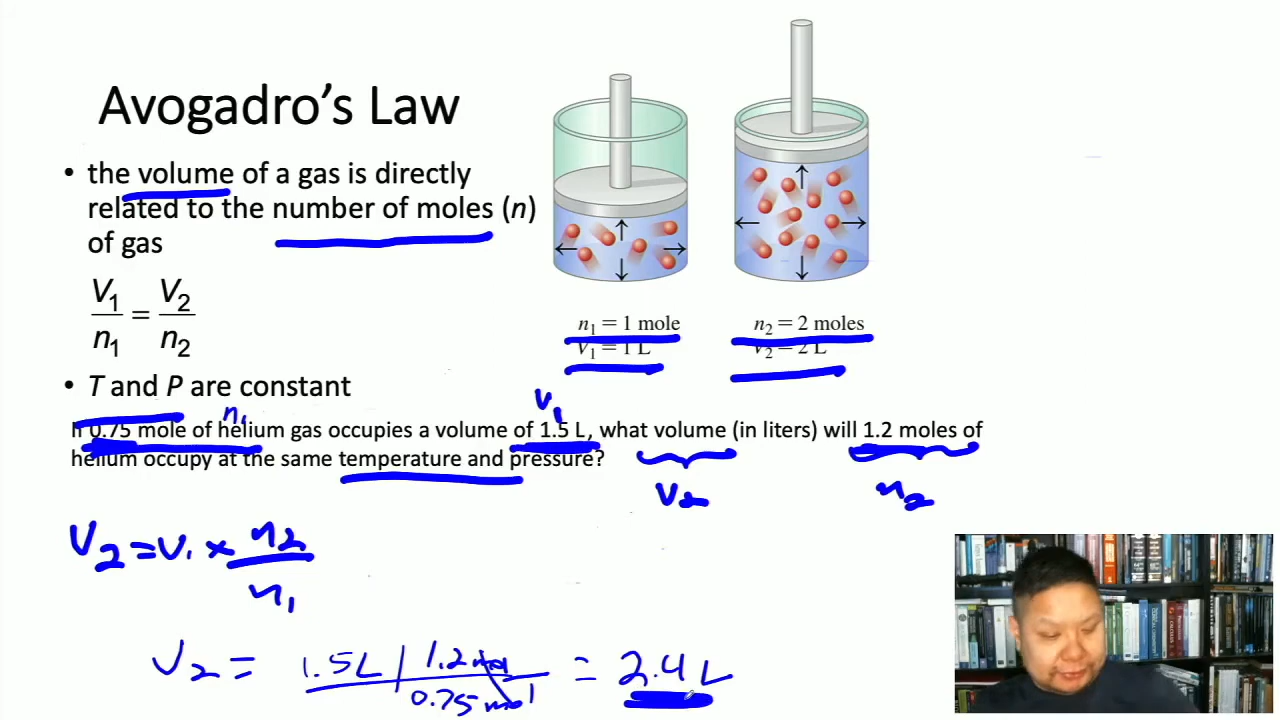 Avogadro's Law
• the volume of a gas is directly
related to the number of moles (n)
of gas
V₁/n₁ = V₂/n₂
• T and P are constant
n₁ = 1 mole
V₁ = 1 L
n₂ = 2 moles
V₂ = 2 L
n₁
V₁
If 0.75 mole of helium gas occupies a volume of 1.5 L, what volume (in liters) will 1.2 moles of
helium occupy at the same temperature and pressure?
V₂
n₂
V₂ = V₁ × n₂/n₁
V₂ = 1.5L | 1.2 mol / 0.75 mol = 2.4 L